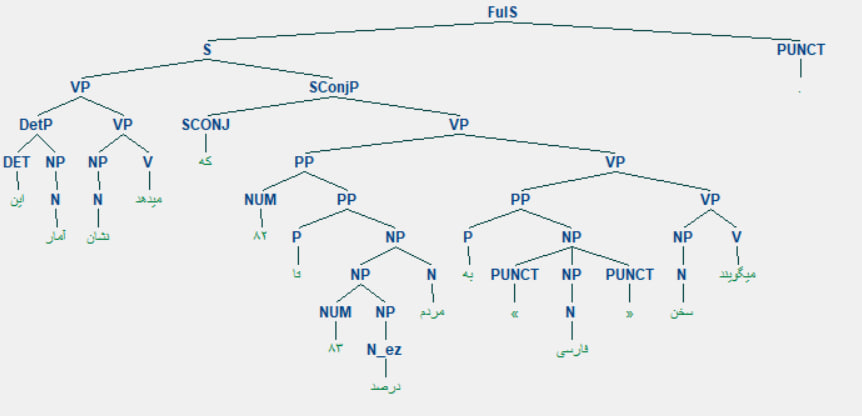 FulS
S PUNCT
VP SConjP .
DetP VP SCONJ VP
DET NP NP V که PP VP
این N N میدهد NUM PP PP VP
آمار نشان ۸۲ P NP P NP NP V
تا NP N به PUNCT NP PUNCT N میگویند
NUM NP مردم « N » سخن
۸۳ N_ez فارسی
درصد